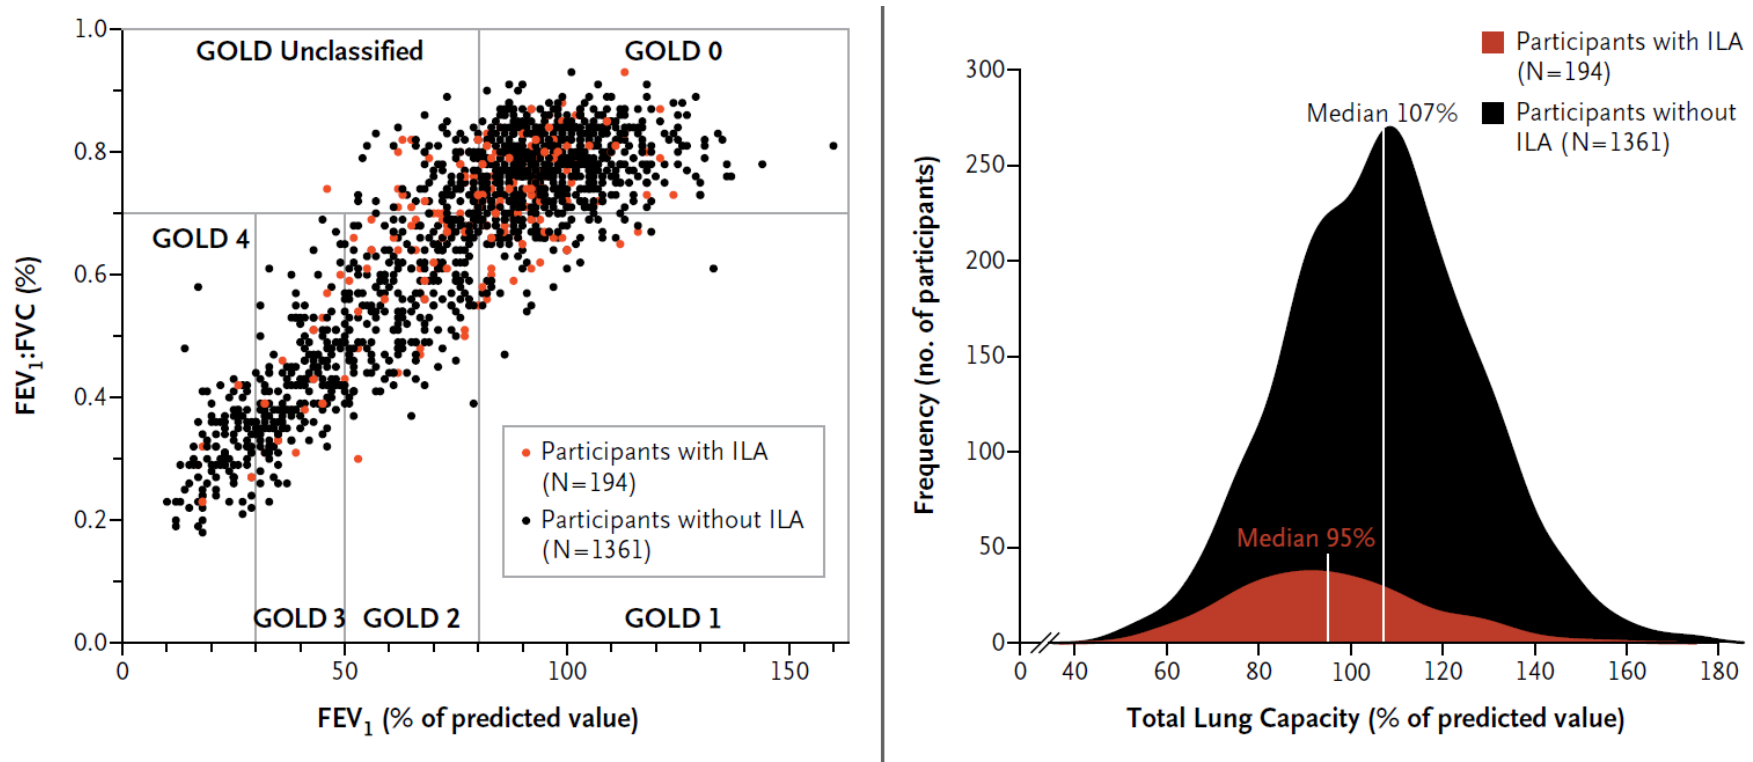 1.0
0.8
0.6
0.4
0.2
0.0
FEV1:FVC (%)
GOLD Unclassified
GOLD 0
GOLD 4
GOLD 3
GOLD 2
GOLD 1
Participants with ILA
(N=194)
Participants without ILA
(N=1361)
0
50
100
150
FEV1 (% of predicted value)
Participants with ILA
(N=194)
Participants without
ILA (N=1361)
300
250
200
150
100
50
0
Frequency (no. of participants)
Median 107%
Median 95%
0
40
60
80
100
120
140
160
180
Total Lung Capacity (% of predicted value)